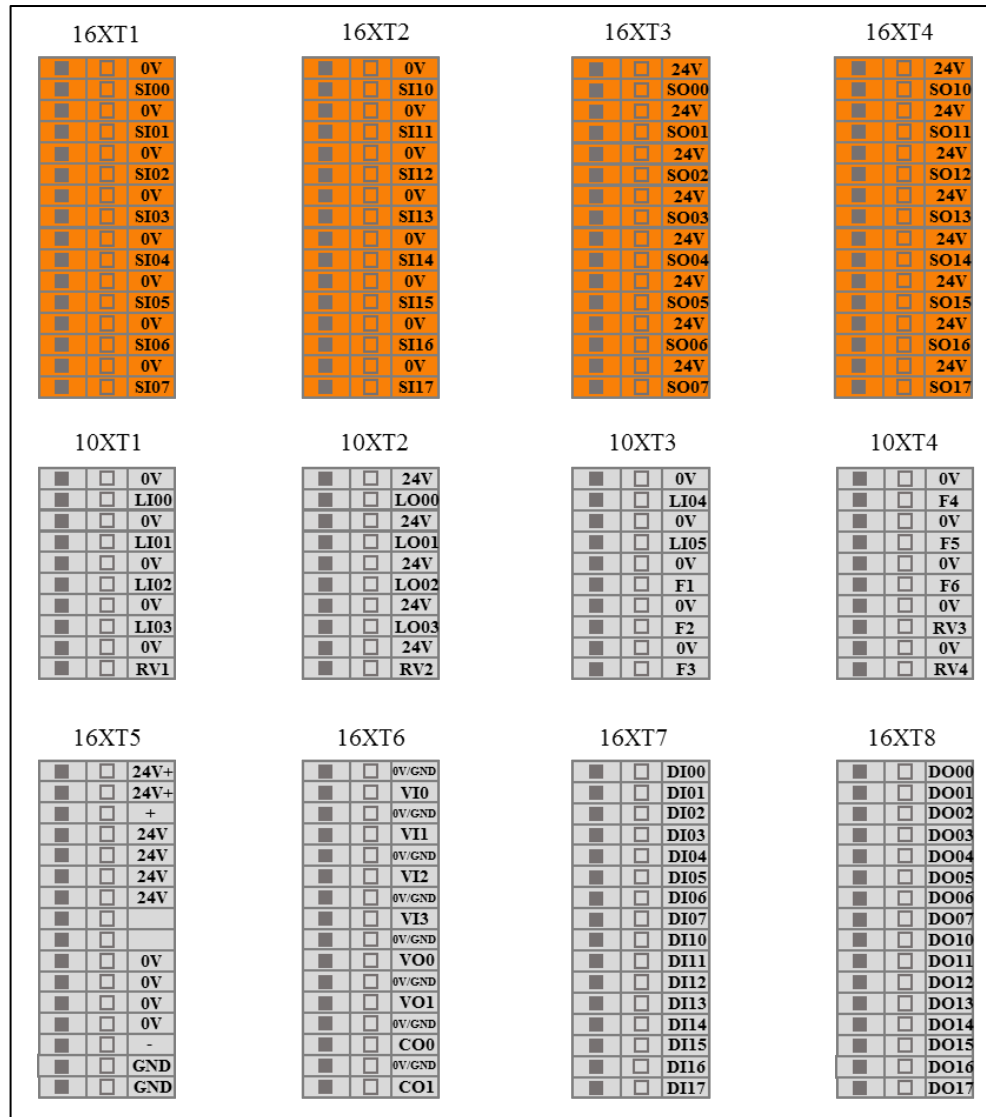 16XT1 16XT2 16XT3 16XT4
0V 0V 24V 24V
SI00 SI10 SO00 SO10
0V 0V 24V 24V
SI01 SI11 SO01 SO11
0V 0V 24V 24V
SI02 SI12 SO02 SO12
0V 0V 24V 24V
SI03 SI13 SO03 SO13
0V 0V 24V 24V
SI04 SI14 SO04 SO14
0V 0V 24V 24V
SI05 SI15 SO05 SO15
0V 0V 24V 24V
SI06 SI16 SO06 SO16
0V 0V 24V 24V
SI07 SI17 SO07 SO17
10XT1 10XT2 10XT3 10XT4
0V 24V 0V 0V
LI00 LO00 LI04 F4
0V 24V 0V 0V
LI01 LO01 LI05 F5
0V 24V 0V 0V
LI02 LO02 F1 F6
0V 24V 0V 0V
LI03 LO03 F2 RV3
0V 24V 0V 0V
RV1 RV2 F3 RV4
16XT5 16XT6 16XT7 16XT8
24V+ 0V/GND DI00 DO00
24V+ VI0 DI01 DO01
+ 0V/GND DI02 DO02
24V VI1 DI03 DO03
24V 0V/GND DI04 DO04
24V VI2 DI05 DO05
24V 0V/GND DI06 DO06
VI3 DI07 DO07
0V/GND DI10 DO10
0V VO0 DI11 DO11
0V 0V/GND DI12 DO12
0V VO1 DI13 DO13
0V 0V/GND DI14 DO14
- CO0 DI15 DO15
GND 0V/GND DI16 DO16
GND CO1 DI17 DO17